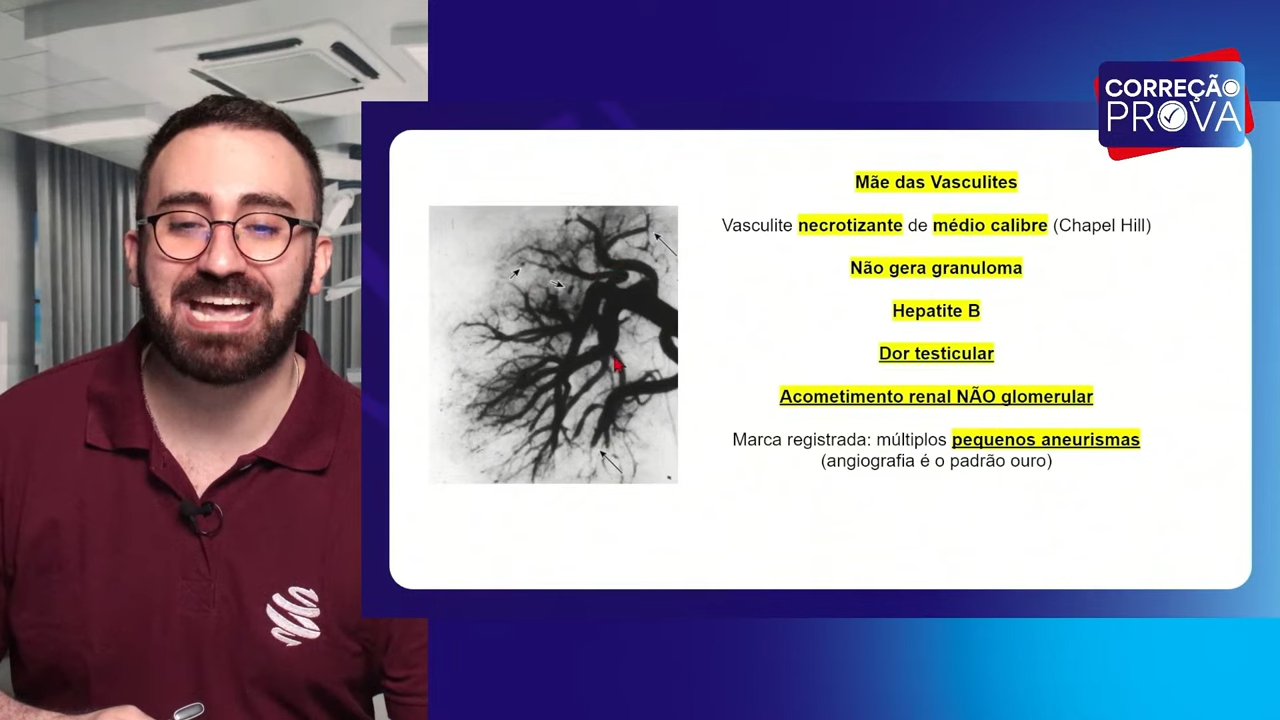 CORREÇÃO
PROVA
Mãe das Vasculites
Vasculite necrotizante de médio calibre (Chapel Hill)
Não gera granuloma
Hepatite B
Dor testicular
Acometimento renal NÃO glomerular
Marca registrada: múltiplos pequenos aneurismas
(angiografia é o padrão ouro)